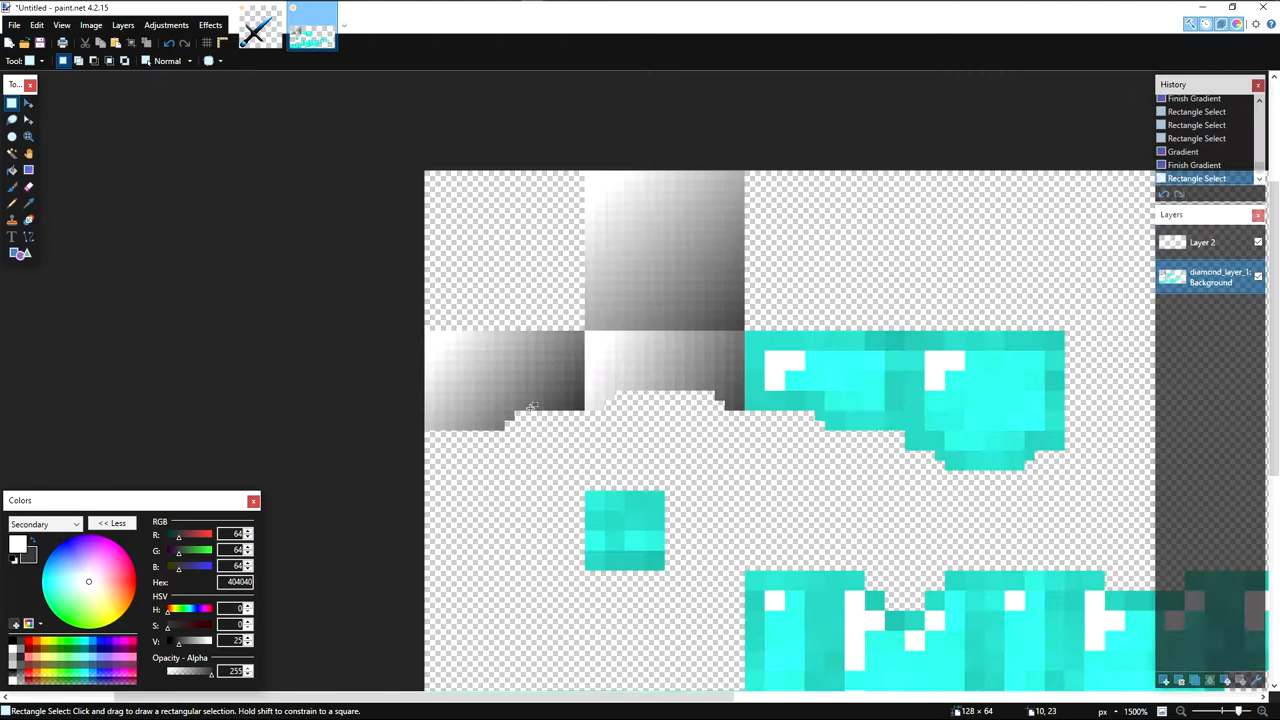 *Untitled - paint.net 4.2.15
File Edit View Image Layers Adjustments Effects
Tool: Normal
To...
History
Finish Gradient
Rectangle Select
Rectangle Select
Rectangle Select
Gradient
Finish Gradient
Rectangle Select
Layers
Layer 2
diamond_layer_1:
Background
Colors
Secondary
<< Less
RGB
R: 64
G: 64
B: 64
Hex: 404040
HSV
H: 0
S: 0
V: 25
Opacity - Alpha
255
Rectangle Select: Click and drag to draw a rectangular selection. Hold shift to constrain to a square.
128 × 64
10, 23
px
1500%